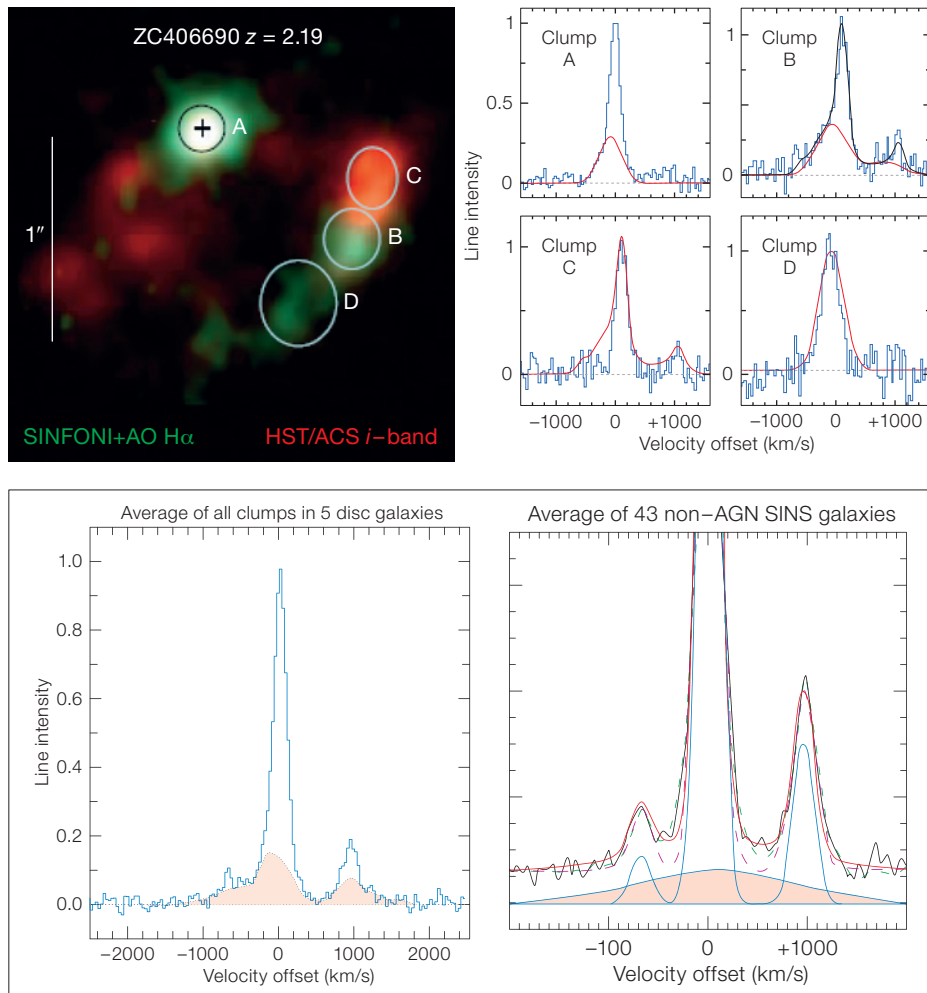 ZC406690 z = 2.19
A
C
B
D
1″
SINFONI+AO Hα
HST/ACS i-band
Line intensity
1
0.5
0
Clump
A
1
0
Clump
B
1
0
Clump
C
−1000 0 +1000
1
0
Clump
D
−1000 0 +1000
Velocity offset (km/s)
Average of all clumps in 5 disc galaxies
Line intensity
1.0
0.8
0.6
0.4
0.2
0.0
−2000 −1000 0 1000 2000
Velocity offset (km/s)
Average of 43 non−AGN SINS galaxies
-100 0 +1000
Velocity offset (km/s)